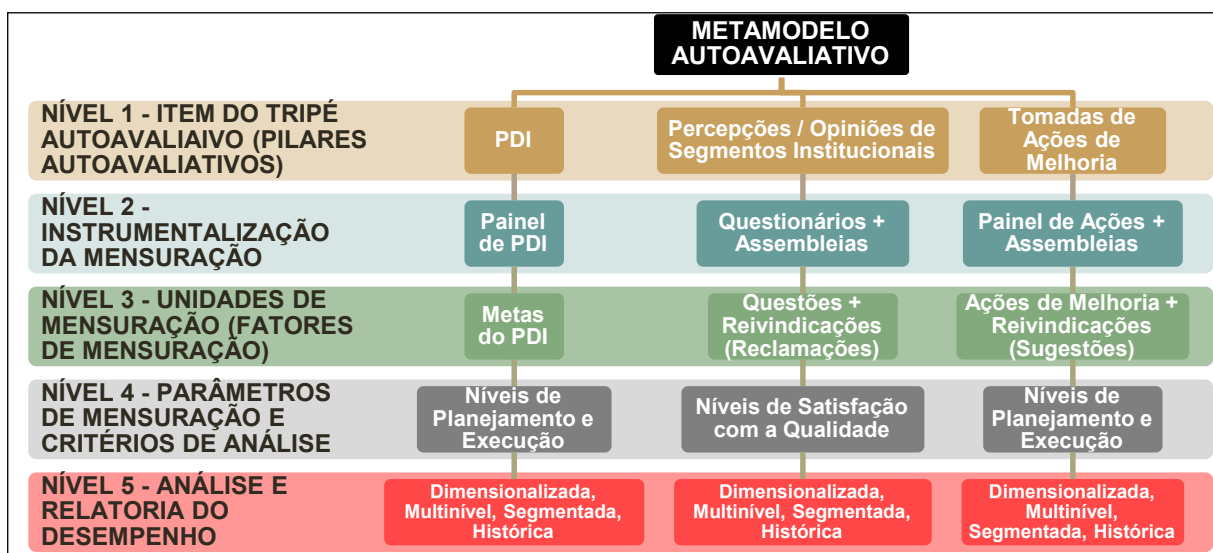 METAMODELO
AUTOAVALIATIVO
NÍVEL 1 - ITEM DO TRIPÉ
AUTOAVALIAIVO (PILARES
AUTOAVALIATIVOS)
PDI
Percepções / Opiniões de
Segmentos Institucionais
Tomadas de
Ações de
Melhoria
NÍVEL 2 -
INSTRUMENTALIZAÇÃO
DA MENSURAÇÃO
Painel
de PDI
Questionários +
Assembleias
Painel de Ações +
Assembleias
NÍVEL 3 - UNIDADES DE
MENSURAÇÃO (FATORES
DE MENSURAÇÃO)
Metas
do PDI
Questões +
Reivindicações
(Reclamações)
Ações de Melhoria +
Reivindicações
(Sugestões)
NÍVEL 4 - PARÂMETROS
DE MENSURAÇÃO E
CRITÉRIOS DE ANÁLISE
Níveis de
Planejamento e
Execução
Níveis de Satisfação
com a Qualidade
Níveis de
Planejamento e
Execução
NÍVEL 5 - ANÁLISE E
RELATORIA DO
DESEMPENHO
Dimensionalizada,
Multinível, Segmentada,
Histórica
Dimensionalizada,
Multinível, Segmentada,
Histórica
Dimensionalizada,
Multinível,
Segmentada, Histórica